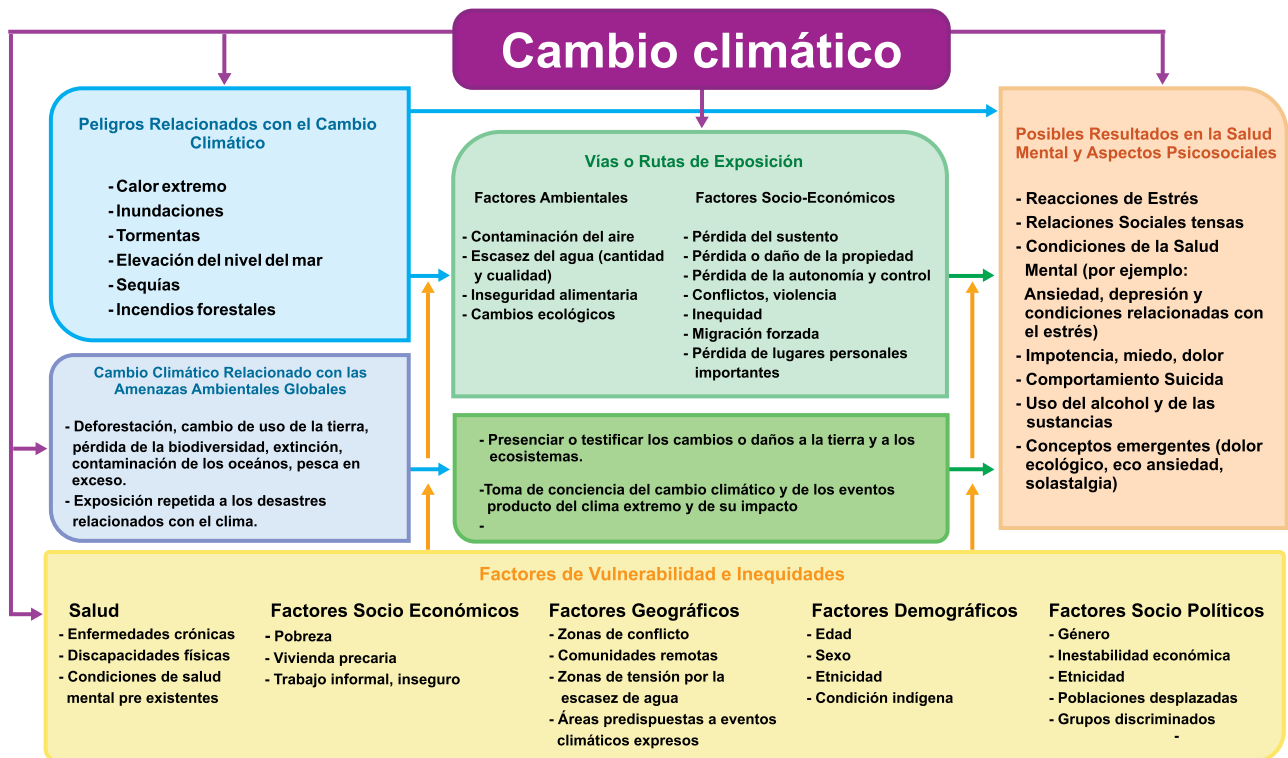 Cambio climático
Peligros Relacionados con el Cambio
Climático
- Calor extremo
- Inundaciones
- Tormentas
- Elevación del nivel del mar
- Sequías
- Incendios forestales
Cambio Climático Relacionado con las
Amenazas Ambientales Globales
- Deforestación, cambio de uso de la tierra,
pérdida de la biodiversidad, extinción,
contaminación de los oceános, pesca en
exceso.
- Exposición repetida a los desastres
relacionados con el clima.
Vías o Rutas de Exposición
Factores Ambientales
- Contaminación del aire
- Escasez del agua (cantidad
y cualidad)
- Inseguridad alimentaria
- Cambios ecológicos
Factores Socio-Económicos
- Pérdida del sustento
- Pérdida o daño de la propiedad
- Pérdida de la autonomía y control
- Conflictos, violencia
- Inequidad
- Migración forzada
- Pérdida de lugares personales
importantes
- Presenciar o testificar los cambios o daños a la tierra y a los
ecosistemas.
-Toma de conciencia del cambio climático y de los eventos
producto del clima extremo y de su impacto
-
Posibles Resultados en la Salud
Mental y Aspectos Psicosociales
- Reacciones de Estrés
- Relaciones Sociales tensas
- Condiciones de la Salud
Mental (por ejemplo:
Ansiedad, depresión y
condiciones relacionadas con
el estrés)
- Impotencia, miedo, dolor
- Comportamiento Suicida
- Uso del alcohol y de las
sustancias
- Conceptos emergentes (dolor
ecológico, eco ansiedad,
solastalgia)
Factores de Vulnerabilidad e Inequidades
Salud
- Enfermedades crónicas
- Discapacidades físicas
- Condiciones de salud
mental pre existentes
Factores Socio Económicos
- Pobreza
- Vivienda precaria
- Trabajo informal, inseguro
Factores Geográficos
- Zonas de conflicto
- Comunidades remotas
- Zonas de tensión por la
escasez de agua
- Áreas predispuestas a eventos
climáticos expresos
Factores Demográficos
- Edad
- Sexo
- Etnicidad
- Condición indígena
Factores Socio Políticos
- Género
- Inestabilidad económica
- Etnicidad
- Poblaciones desplazadas
- Grupos discriminados
-